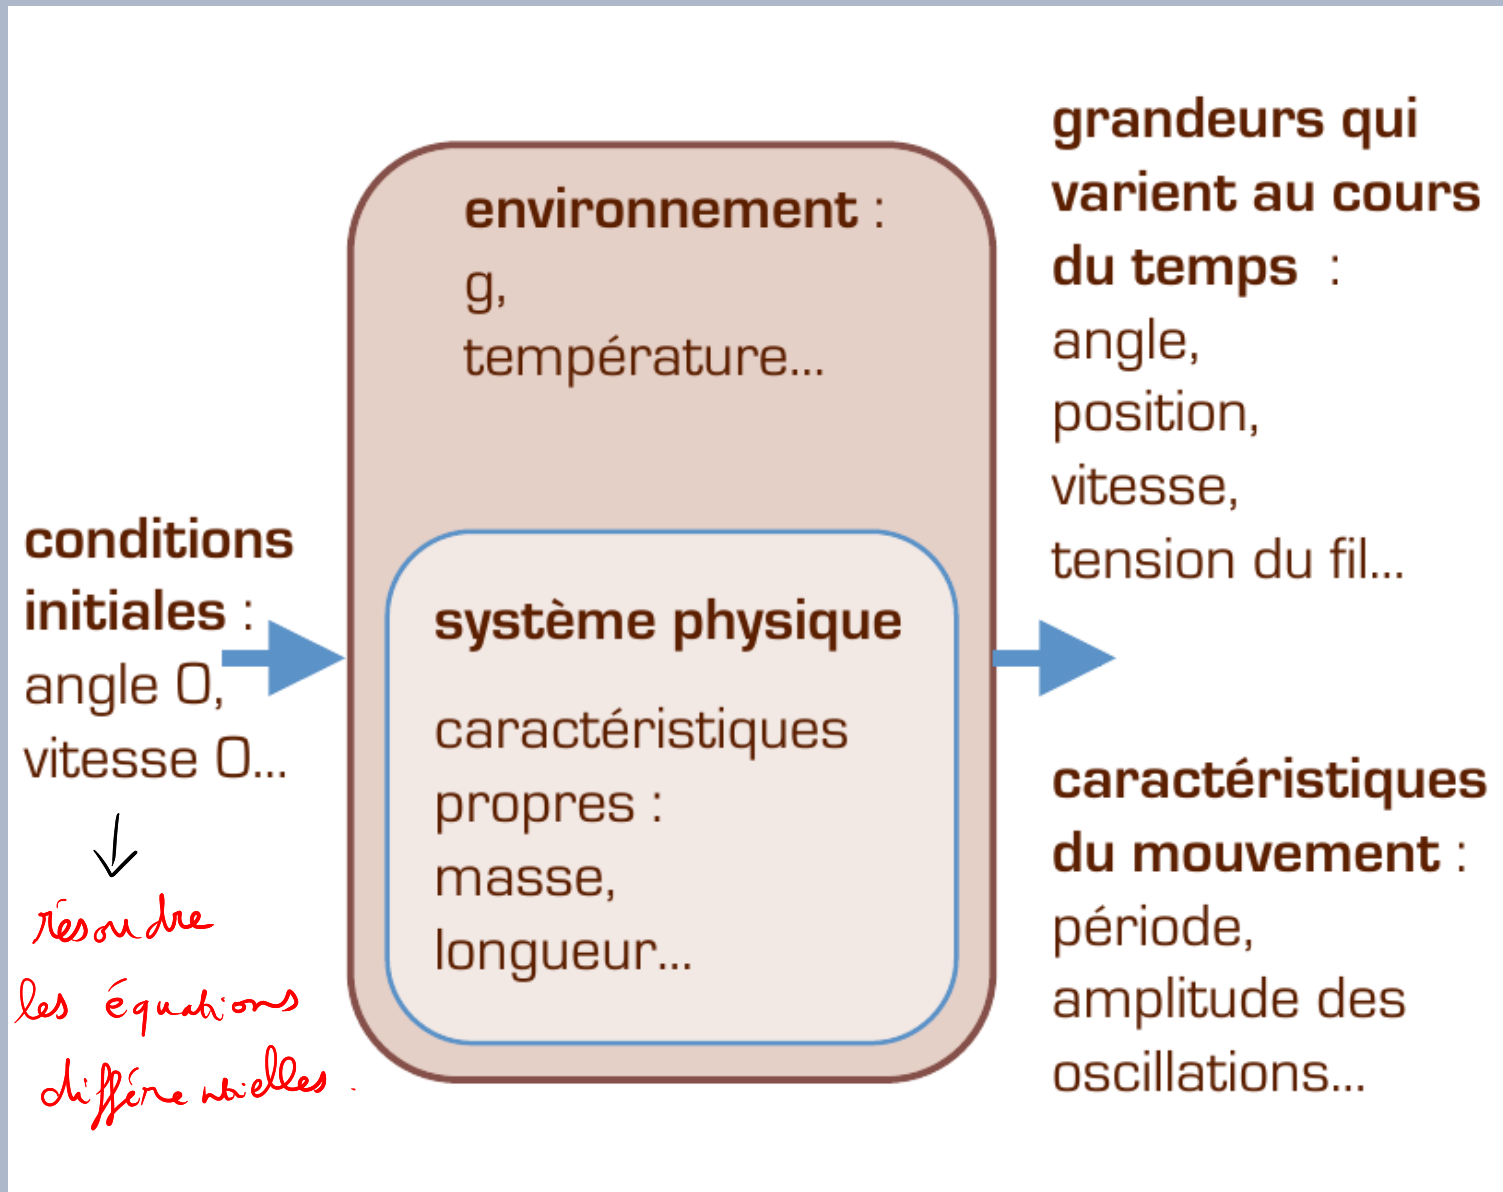 conditions
initiales :
angle 0,
vitesse 0...
résoudre
les équations
différentielles.
environnement :
g,
température...
système physique
caractéristiques
propres :
masse,
longueur...
grandeurs qui
varient au cours
du temps :
angle,
position,
vitesse,
tension du fil...
caractéristiques
du mouvement :
période,
amplitude des
oscillations...